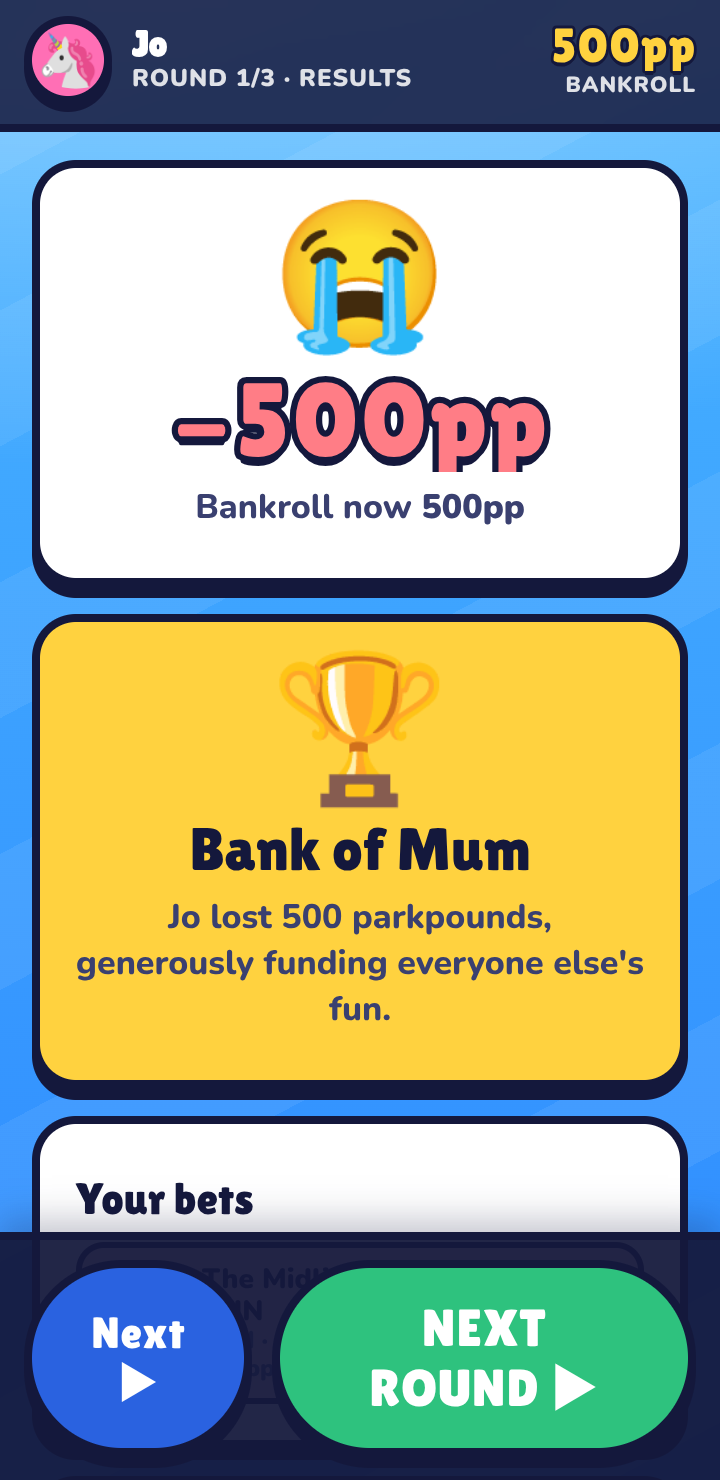 Jo
ROUND 1/3 · RESULTS
500pp
BANKROLL
−500pp
Bankroll now 500pp
Bank of Mum
Jo lost 500 parkpounds,
generously funding everyone else's
fun.
Your bets
Next ▶
NEXT
ROUND ▶